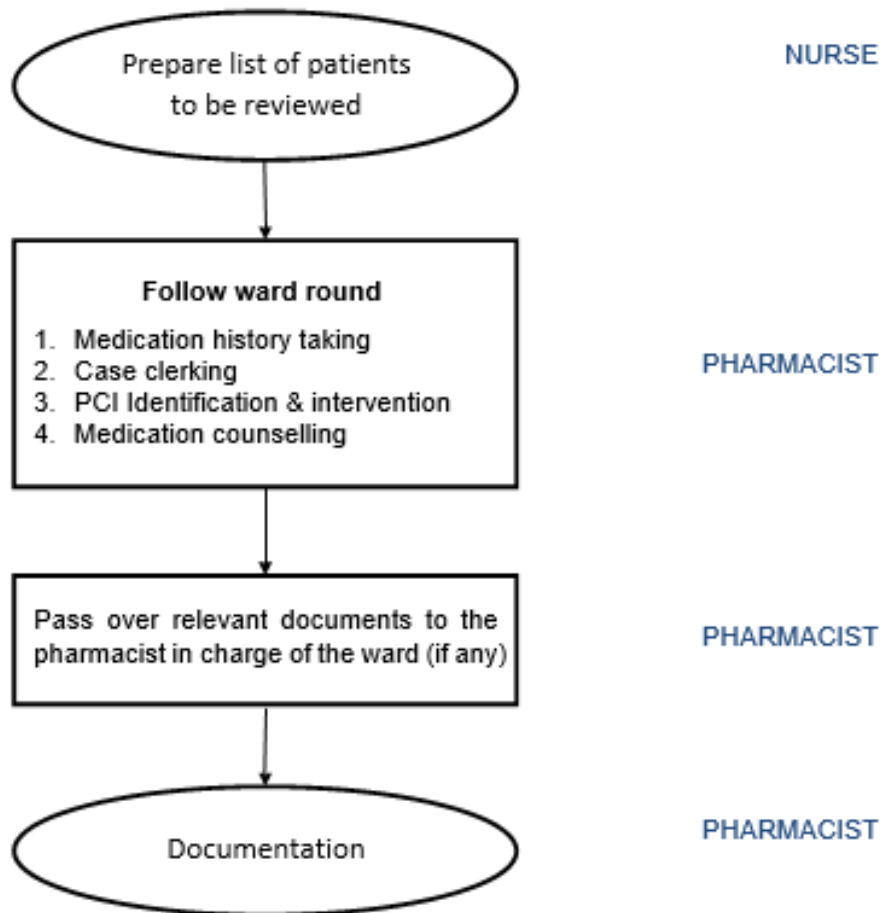 Prepare list of patients
to be reviewed
NURSE
Follow ward round
1. Medication history taking
2. Case clerking
3. PCI Identification & intervention
4. Medication counselling
PHARMACIST
Pass over relevant documents to the
pharmacist in charge of the ward (if any)
PHARMACIST
Documentation
PHARMACIST